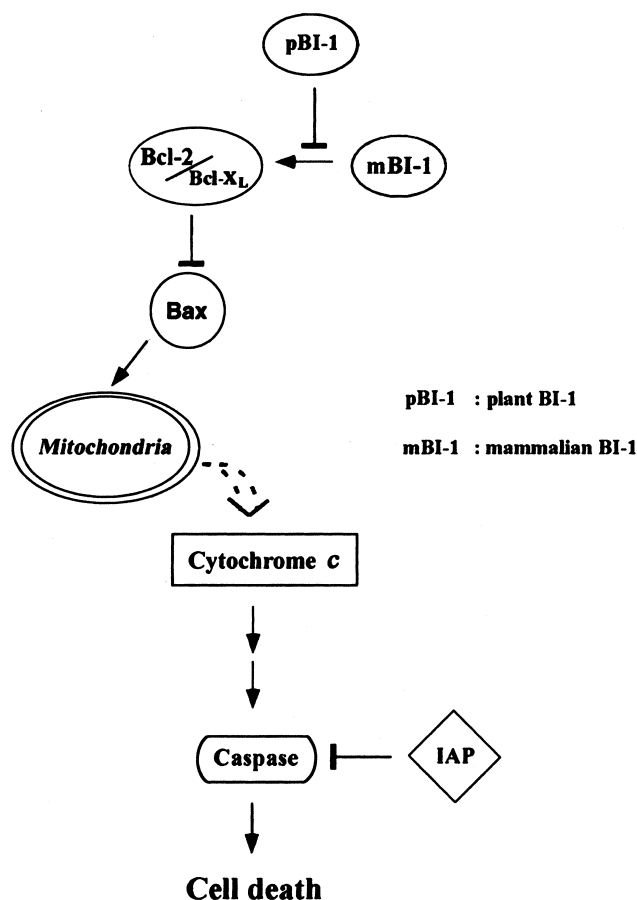 pBI-1
Bcl-2
Bcl-XL
mBI-1
Bax
pBI-1 : plant BI-1
Mitochondria
mBI-1 : mammalian BI-1
Cytochrome c
Caspase
IAP
Cell death